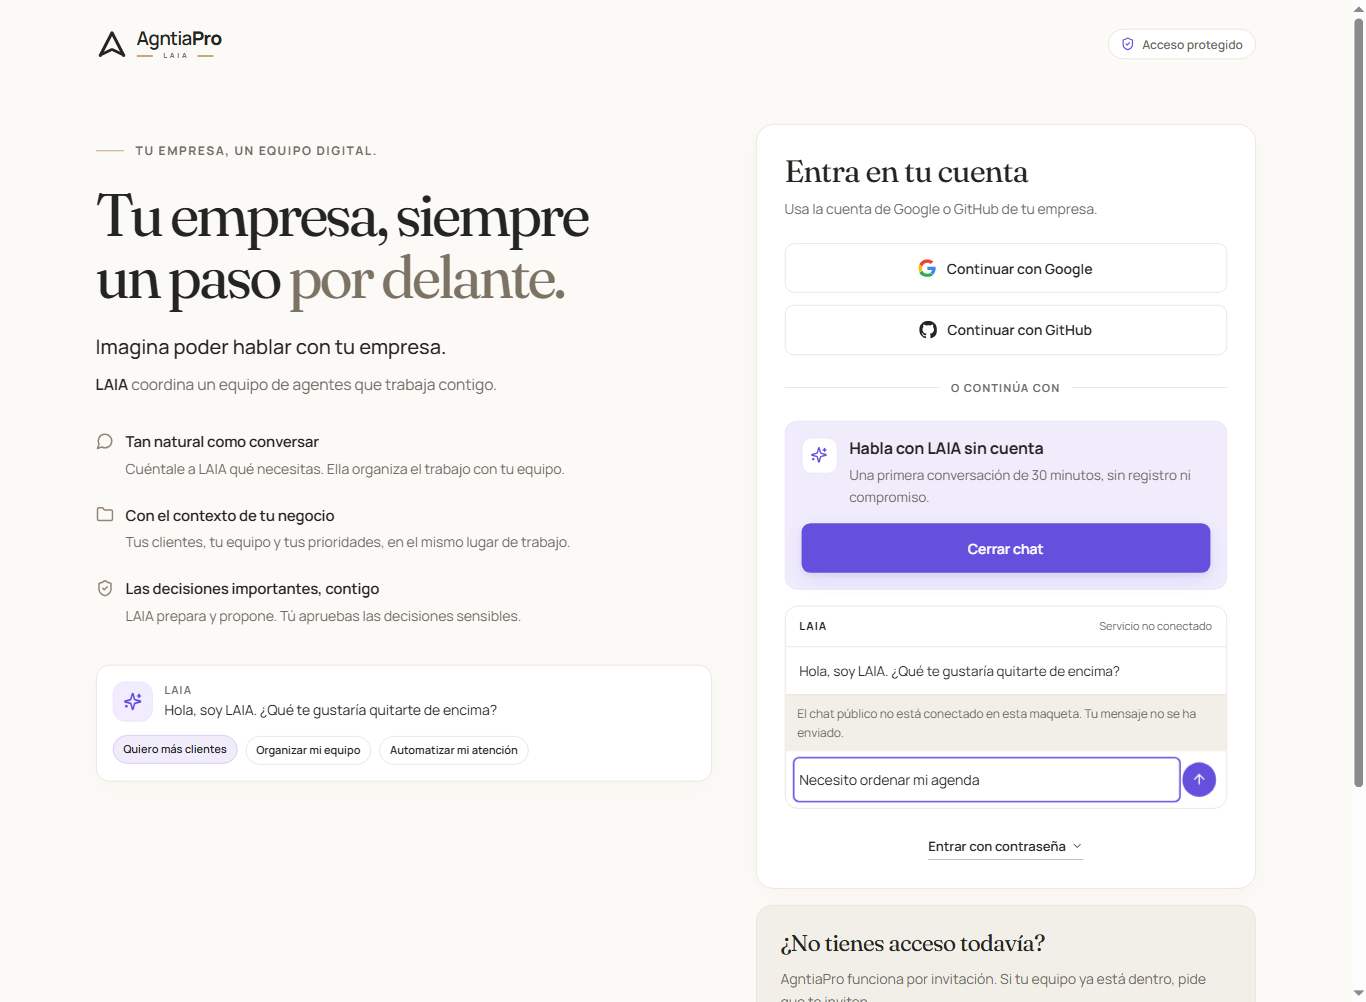 AgntiaPro
LAIA
Acceso protegido
TU EMPRESA, UN EQUIPO DIGITAL.
Tu empresa, siempre
un paso por delante.
Imagina poder hablar con tu empresa.
LAIA coordina un equipo de agentes que trabaja contigo.
Tan natural como conversar
Cuéntale a LAIA qué necesitas. Ella organiza el trabajo con tu equipo.
Con el contexto de tu negocio
Tus clientes, tu equipo y tus prioridades, en el mismo lugar de trabajo.
Las decisiones importantes, contigo
LAIA prepara y propone. Tú apruebas las decisiones sensibles.
LAIA
Hola, soy LAIA. ¿Qué te gustaría quitarte de encima?
Quiero más clientes
Organizar mi equipo
Automatizar mi atención
Entra en tu cuenta
Usa la cuenta de Google o GitHub de tu empresa.
Continuar con Google
Continuar con GitHub
O CONTINÚA CON
Habla con LAIA sin cuenta
Una primera conversación de 30 minutos, sin registro ni
compromiso.
Cerrar chat
LAIA
Servicio no conectado
Hola, soy LAIA. ¿Qué te gustaría quitarte de encima?
El chat público no está conectado en esta maqueta. Tu mensaje no se ha
enviado.
Necesito ordenar mi agenda
Entrar con contraseña
¿No tienes acceso todavía?
AgntiaPro funciona por invitación. Si tu equipo ya está dentro, pide
que te inviten.